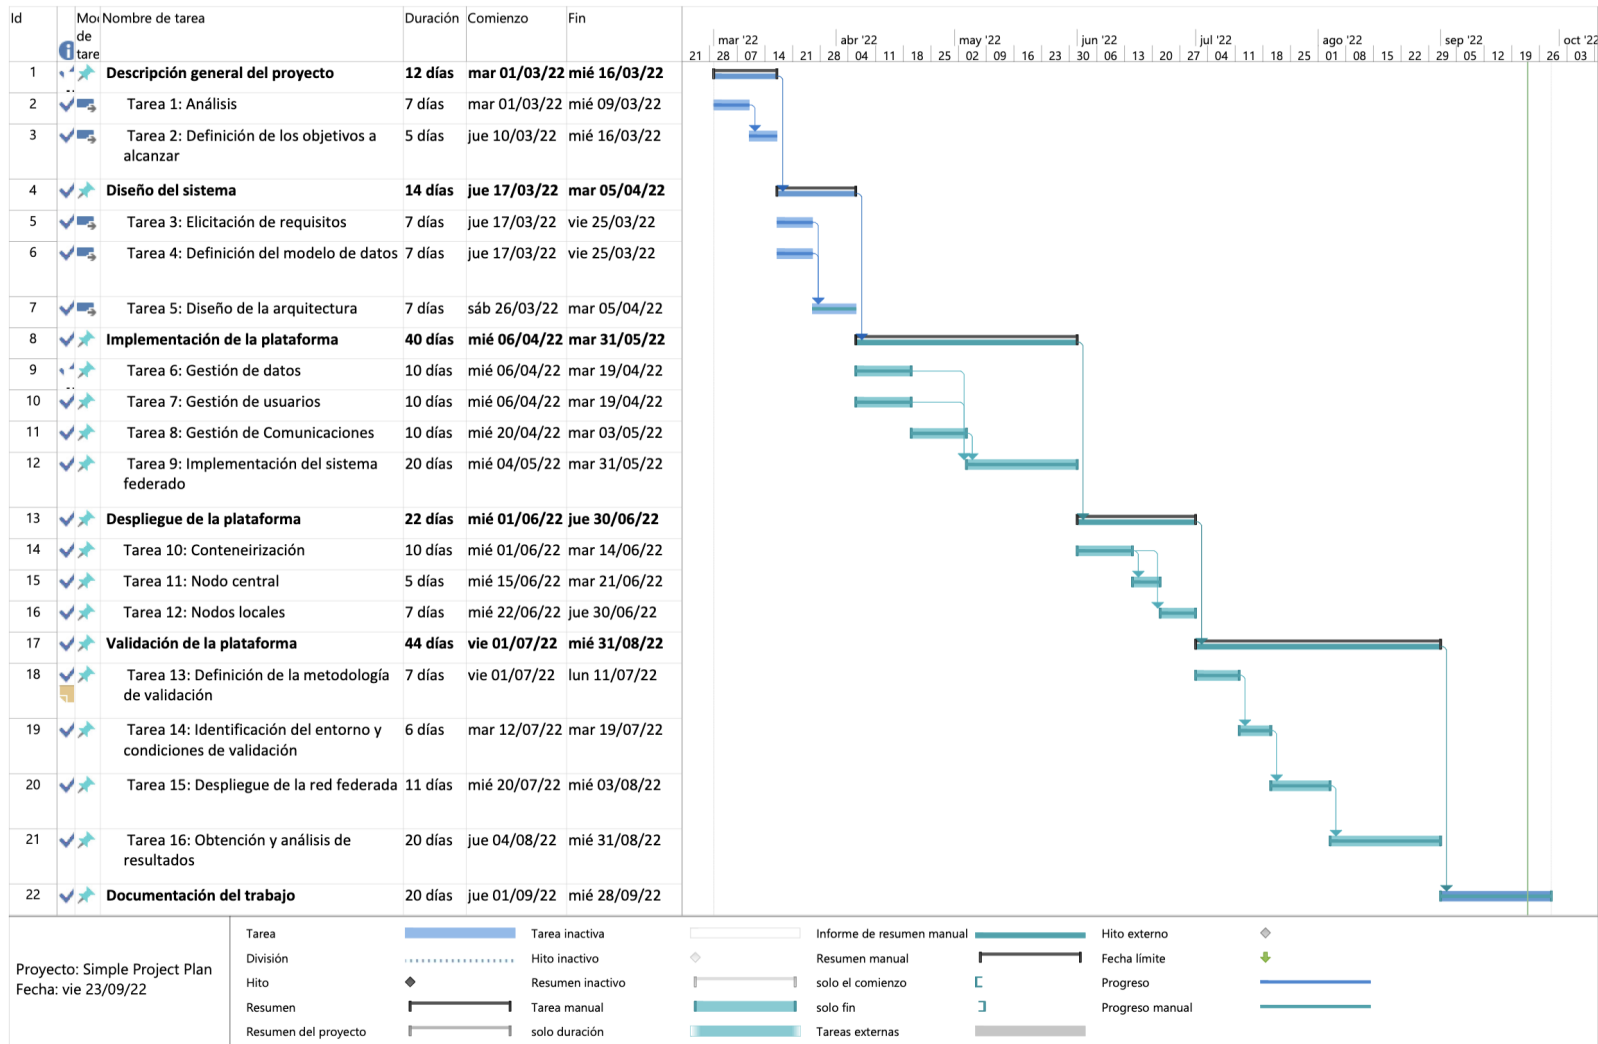 Id Mod Nombre de tarea Duración Comienzo Fin
de
tare
mar '22 abr '22 may '22 jun '22 jul '22 ago '22 sep '22 oct '22
21 28 07 14 21 28 04 11 18 25 02 09 16 23 30 06 13 20 27 04 11 18 25 01 08 15 22 29 05 12 19 26 03
1 Descripción general del proyecto 12 días mar 01/03/22 mié 16/03/22
2 Tarea 1: Análisis 7 días mar 01/03/22 mié 09/03/22
3 Tarea 2: Definición de los objetivos a 5 días jue 10/03/22 mié 16/03/22
alcanzar
4 Diseño del sistema 14 días jue 17/03/22 mar 05/04/22
5 Tarea 3: Elicitación de requisitos 7 días jue 17/03/22 vie 25/03/22
6 Tarea 4: Definición del modelo de datos 7 días jue 17/03/22 vie 25/03/22
7 Tarea 5: Diseño de la arquitectura 7 días sáb 26/03/22 mar 05/04/22
8 Implementación de la plataforma 40 días mié 06/04/22 mar 31/05/22
9 Tarea 6: Gestión de datos 10 días mié 06/04/22 mar 19/04/22
10 Tarea 7: Gestión de usuarios 10 días mié 06/04/22 mar 19/04/22
11 Tarea 8: Gestión de Comunicaciones 10 días mié 20/04/22 mar 03/05/22
12 Tarea 9: Implementación del sistema 20 días mié 04/05/22 mar 31/05/22
federado
13 Despliegue de la plataforma 22 días mié 01/06/22 jue 30/06/22
14 Tarea 10: Conteneirización 10 días mié 01/06/22 mar 14/06/22
15 Tarea 11: Nodo central 5 días mié 15/06/22 mar 21/06/22
16 Tarea 12: Nodos locales 7 días mié 22/06/22 jue 30/06/22
17 Validación de la plataforma 44 días vie 01/07/22 mié 31/08/22
18 Tarea 13: Definición de la metodología 7 días vie 01/07/22 lun 11/07/22
de validación
19 Tarea 14: Identificación del entorno y 6 días mar 12/07/22 mar 19/07/22
condiciones de validación
20 Tarea 15: Despliegue de la red federada 11 días mié 20/07/22 mié 03/08/22
21 Tarea 16: Obtención y análisis de 20 días jue 04/08/22 mié 31/08/22
resultados
22 Documentación del trabajo 20 días jue 01/09/22 mié 28/09/22
Proyecto: Simple Project Plan
Fecha: vie 23/09/22
Tarea Tarea inactiva Informe de resumen manual Hito externo
División Hito inactivo Resumen manual Fecha límite
Hito Resumen inactivo solo el comienzo Progreso
Resumen Tarea manual solo fin Progreso manual
Resumen del proyecto solo duración Tareas externas